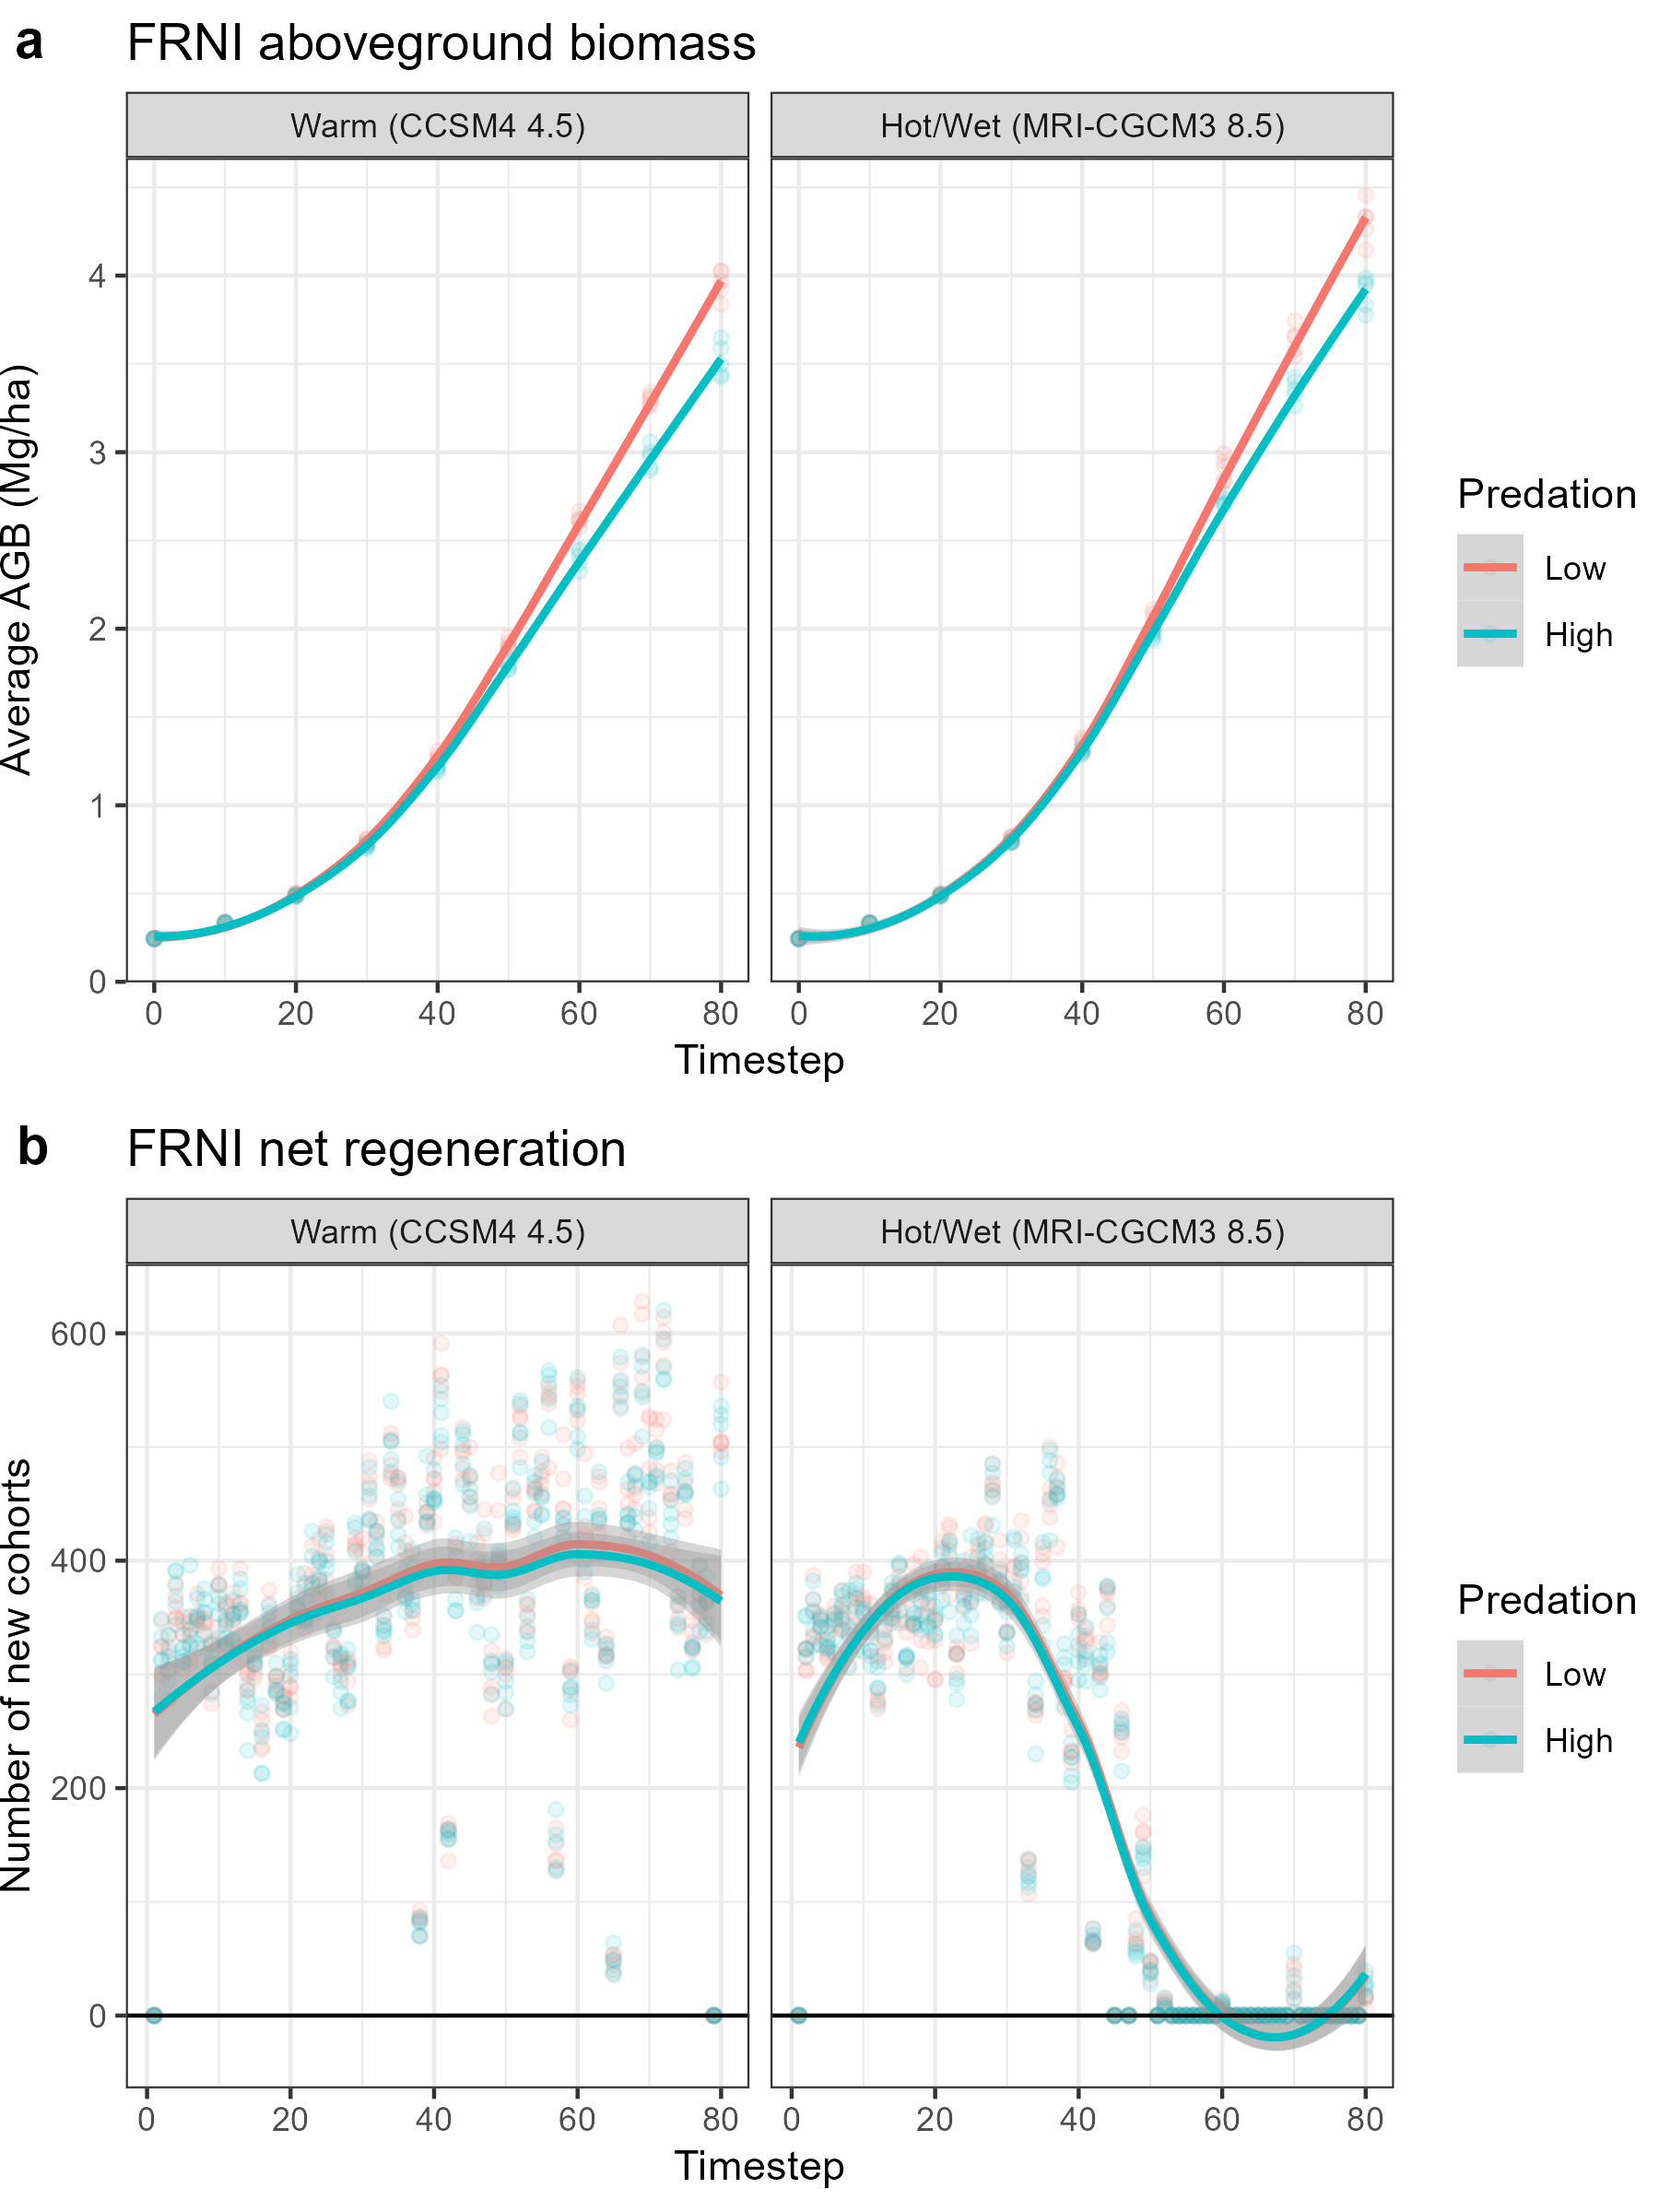 a FRNI aboveground biomass
Warm (CCSM4 4.5)
Hot/Wet (MRI-CGCM3 8.5)
Average AGB (Mg/ha)
4
3
2
1
0
0 20 40 60 80
0 20 40 60 80
Timestep
Predation
Low
High
b FRNI net regeneration
Warm (CCSM4 4.5)
Hot/Wet (MRI-CGCM3 8.5)
Number of new cohorts
600
400
200
0
0 20 40 60 80
0 20 40 60 80
Timestep
Predation
Low
High